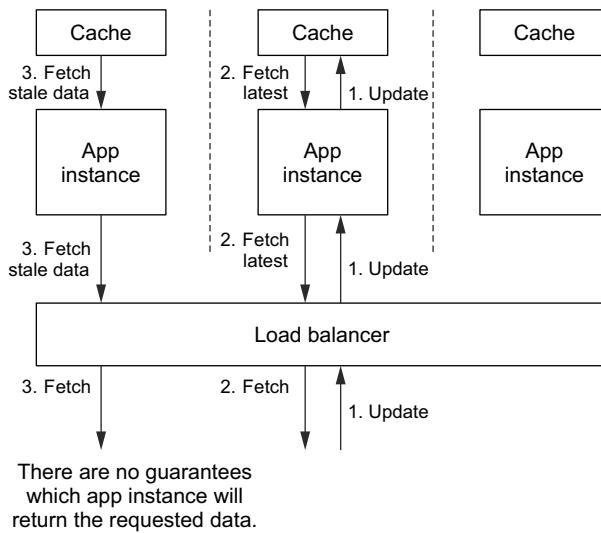 Cache
Cache
Cache
3. Fetch
stale data
2. Fetch
latest
1. Update
App
instance
App
instance
App
instance
3. Fetch
stale data
2. Fetch
latest
1. Update
Load balancer
3. Fetch
2. Fetch
1. Update
There are no guarantees
which app instance will
return the requested data.